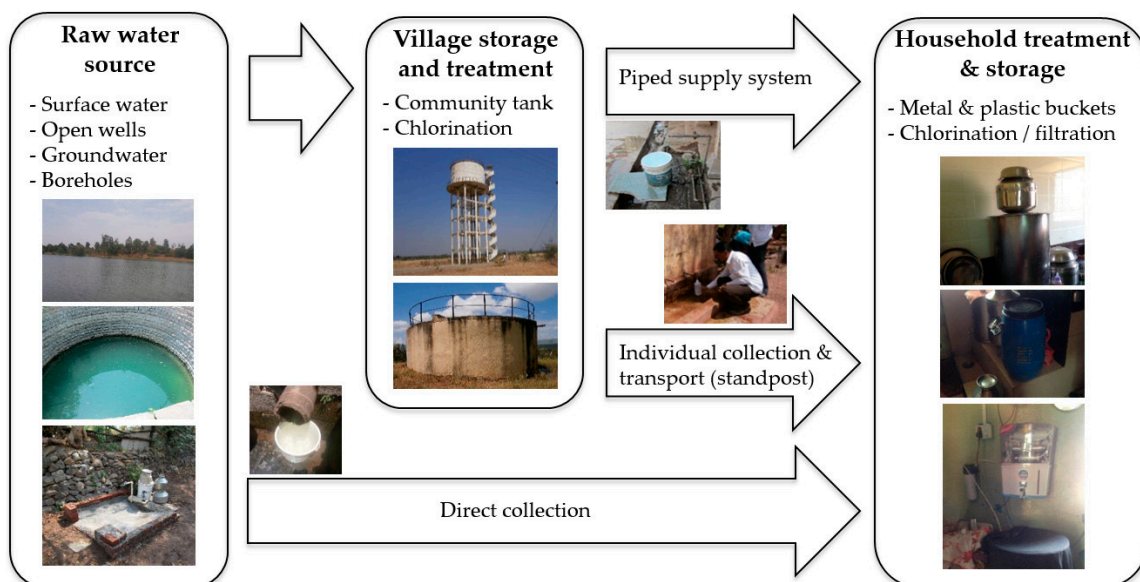 Raw water
source
- Surface water
- Open wells
- Groundwater
- Boreholes
Village storage
and treatment
- Community tank
- Chlorination
Piped supply system
Individual collection &
transport (standpost)
Direct collection
Household treatment
& storage
- Metal & plastic buckets
- Chlorination / filtration